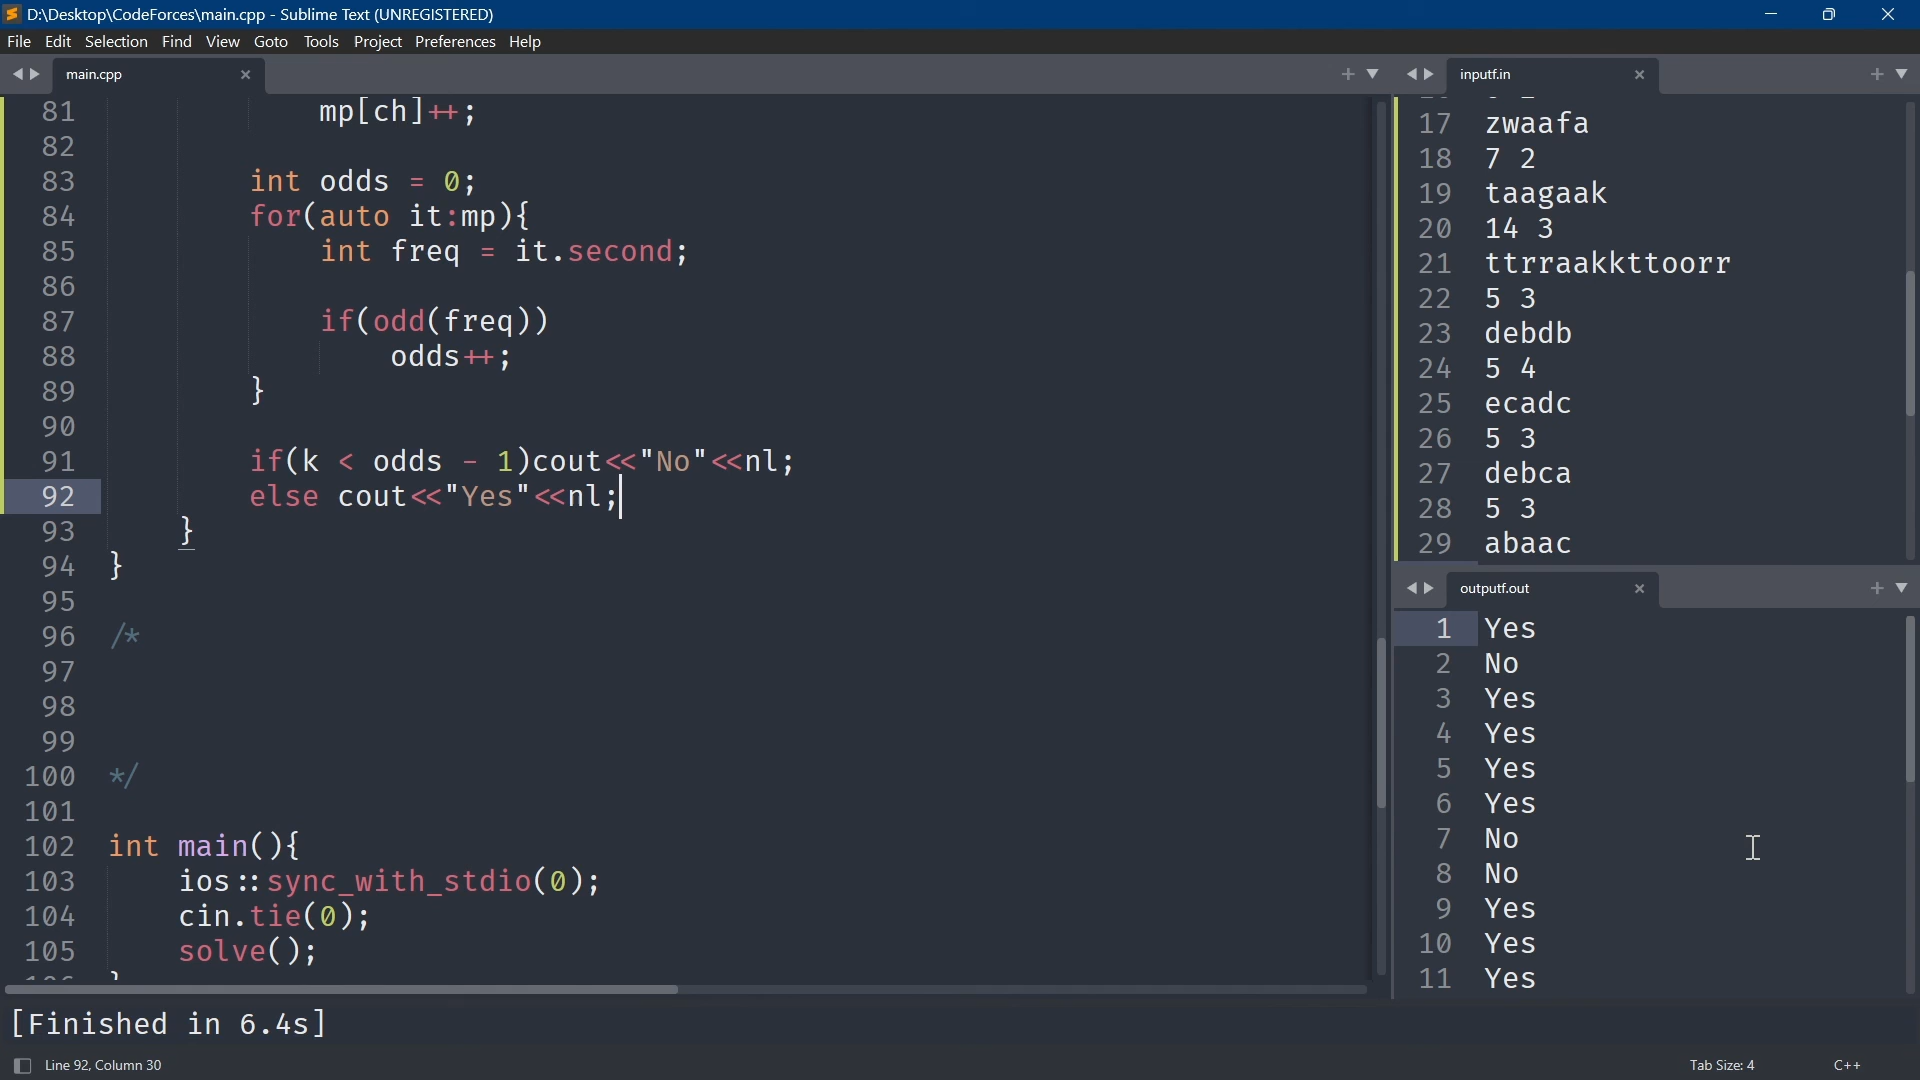 D:\Desktop\CodeForces\main.cpp - Sublime Text (UNREGISTERED)
File Edit Selection Find View Goto Tools Project Preferences Help
main.cpp
81 mp[ch]++;
82
83 int odds = 0;
84 for(auto it:mp){
85 int freq = it.second;
86
87 if(odd(freq))
88 odds++;
89 }
90
91 if(k < odds - 1)cout<<"No"<<nl;
92 else cout<<"Yes"<<nl;
93 }
94 }
95
96 /*
97
98
99
100 */
101
102 int main(){
103 ios::sync_with_stdio(0);
104 cin.tie(0);
105 solve();
inputf.in
17 zwaafa
18 7 2
19 taagaak
20 14 3
21 ttrraakkttoorr
22 5 3
23 debdb
24 5 4
25 ecadc
26 5 3
27 debca
28 5 3
29 abaac
outputf.out
1 Yes
2 No
3 Yes
4 Yes
5 Yes
6 Yes
7 No
8 No
9 Yes
10 Yes
11 Yes
[Finished in 6.4s]
Line 92, Column 30
Tab Size: 4
C++